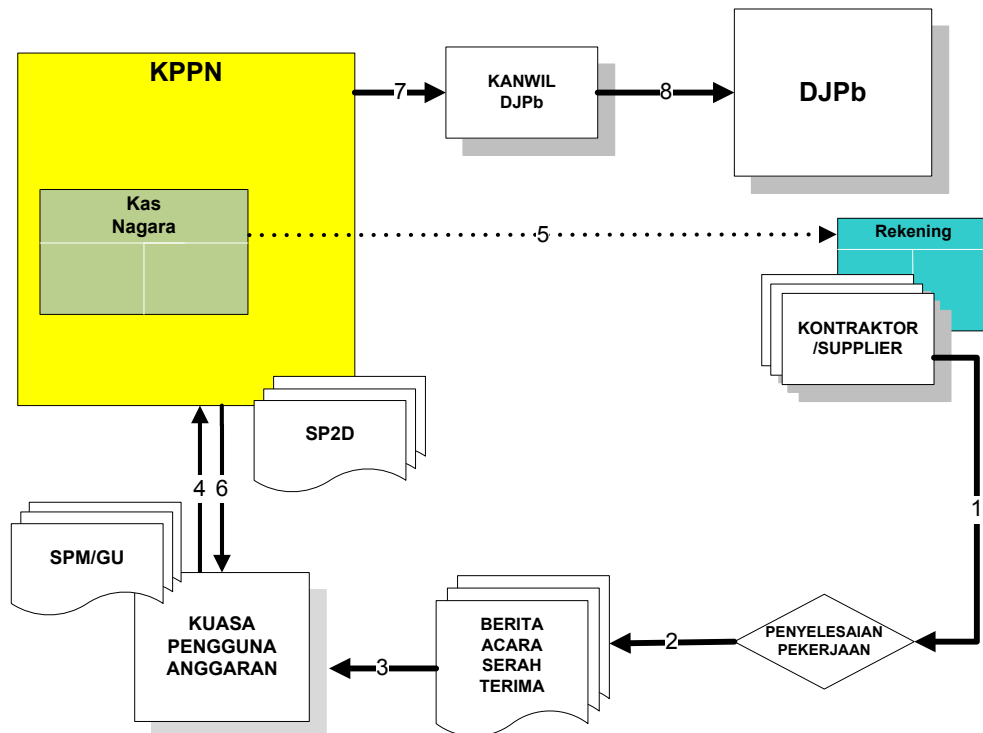 KPPN
7
KANWIL
DJPb
8
DJPb
Kas
Nagara
5
Rekening
KONTRAKTOR
/SUPPLIER
SP2D
4
6
1
SPM/GU
KUASA
PENGGUNA
ANGGARAN
3
BERITA
ACARA
SERAH
TERIMA
2
PENYELESAIAN
PEKERJAAN